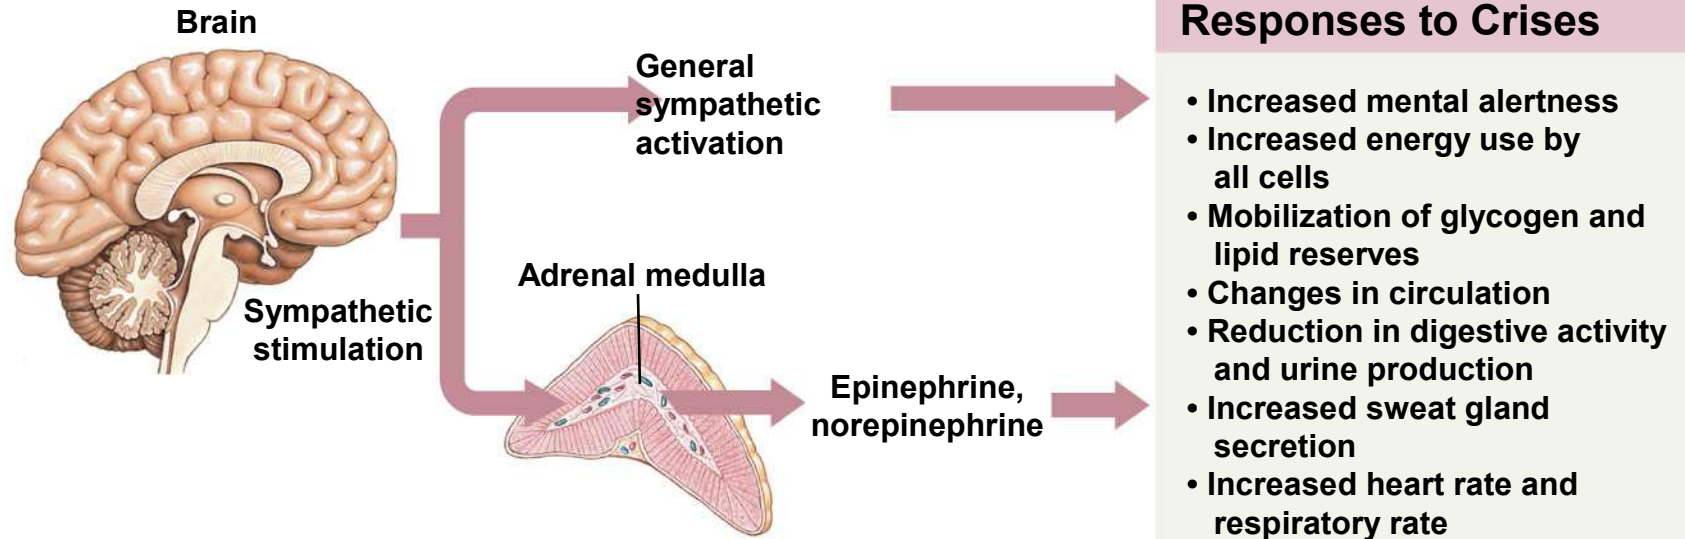 Brain
General
sympathetic
activation
Adrenal medulla
Sympathetic
stimulation
Epinephrine,
norepinephrine
Responses to Crises
• Increased mental alertness
• Increased energy use by
all cells
• Mobilization of glycogen and
lipid reserves
• Changes in circulation
• Reduction in digestive activity
and urine production
• Increased sweat gland
secretion
• Increased heart rate and
respiratory rate